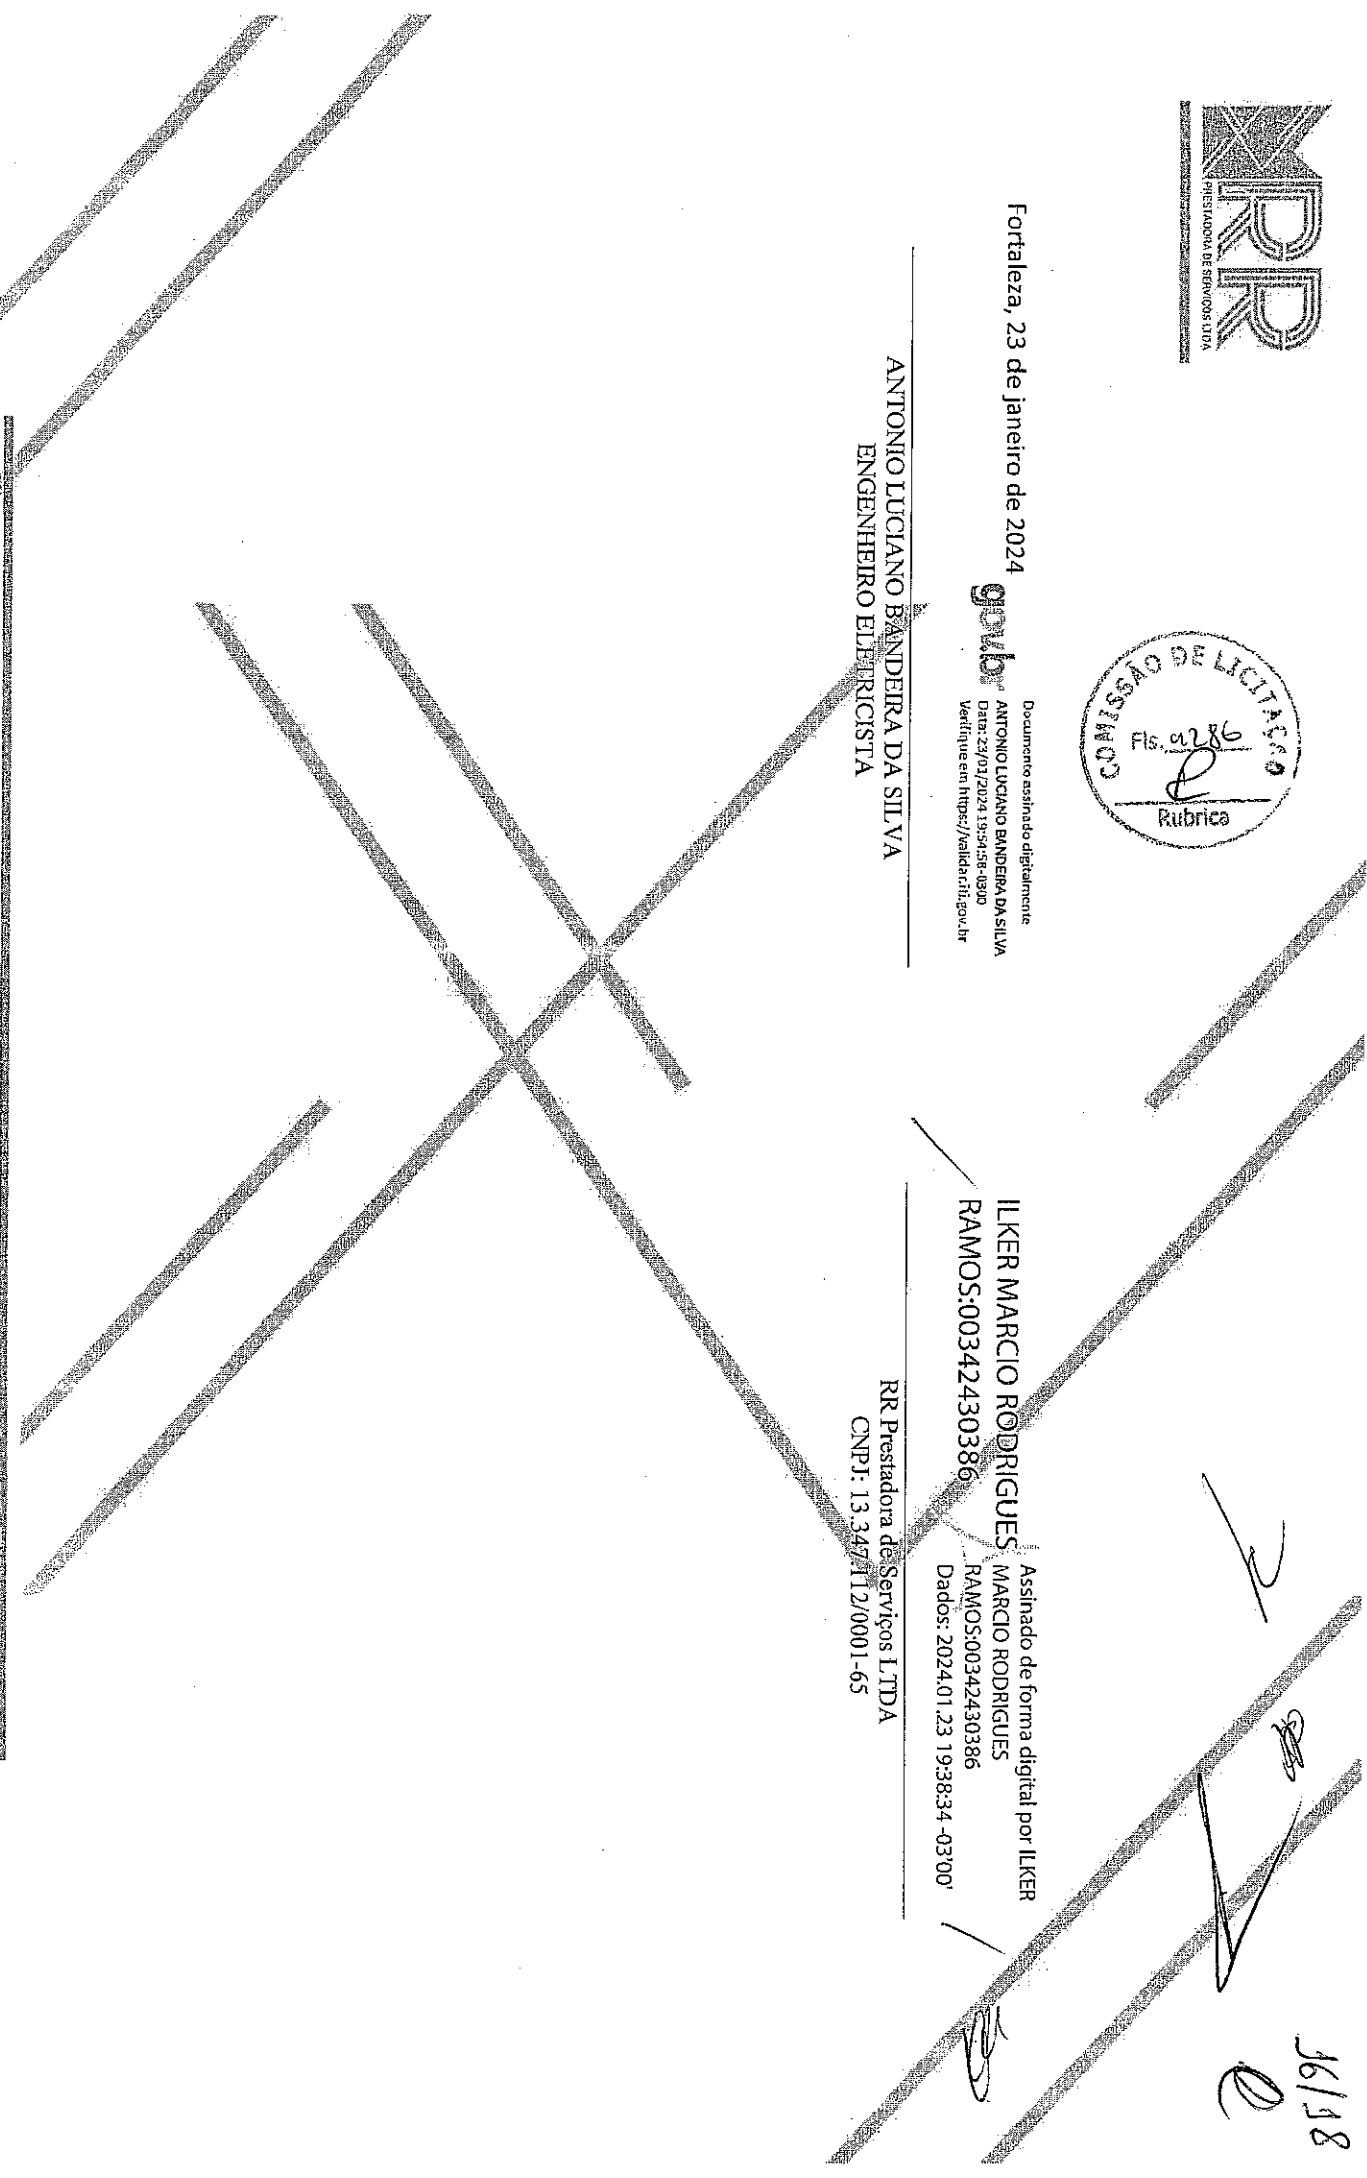 RR
PRESTADORA DE SERVIÇOS LTDA
COMISSÃO DE LICITAÇÃO
Fls.
Rubrica
16/18
Fortaleza, 23 de janeiro de 2024
gov.br
Documento assinado digitalmente
ANTONIO LUCIANO BANDEIRA DA SILVA
Data: 23/01/2024 19:54:58-0300
Verifique em https://validar.iti.gov.br
ANTONIO LUCIANO BANDEIRA DA SILVA
ENGENHEIRO ELETRICISTA
ILKER MARCIO RODRIGUES
RAMOS:00342430386
Assinado de forma digital por ILKER
MARCIO RODRIGUES
RAMOS:00342430386
Dados: 2024.01.23 19:38:34 -03'00'
RR Prestadora de Serviços LTDA
CNPJ: 13.347.112/0001-65